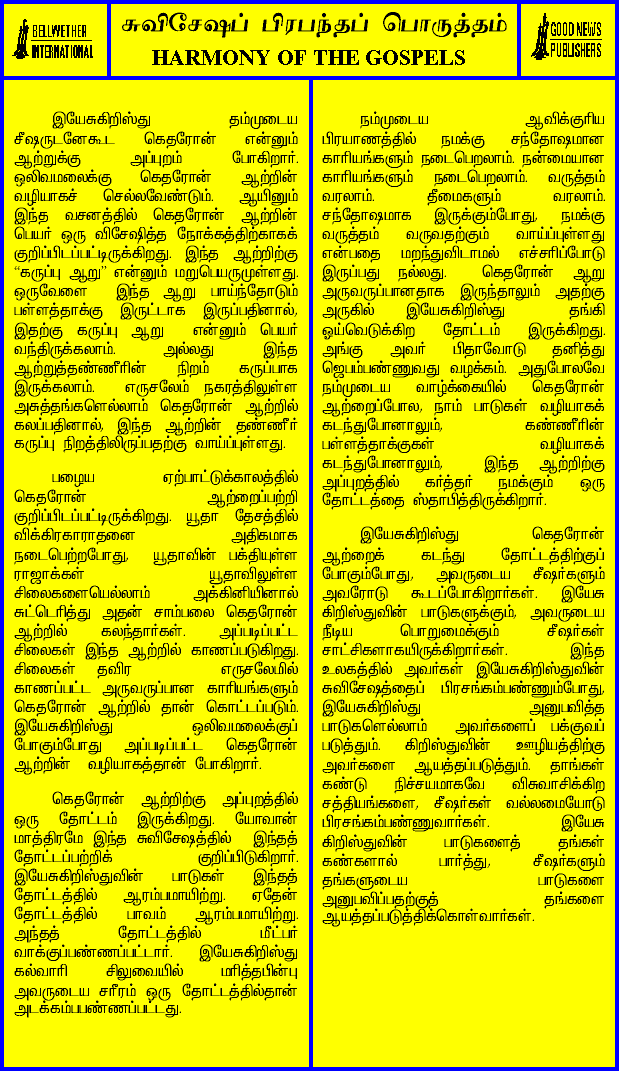 BELLWETHER
INTERNATIONAL
சுவிசேஷப் பிரபந்தப் பொருத்தம்
HARMONY OF THE GOSPELS
GOOD NEWS
PUBLISHERS
இயேசுகிறிஸ்து தம்முடைய
சீஷருடனேகூட கெதரோன் என்னும்
ஆற்றுக்கு அப்புறம் போகிறார்.
ஒலிவமலைக்கு கெதரோன் ஆற்றின்
வழியாகச் செல்லவேண்டும். ஆயினும்
இந்த வசனத்தில் கெதரோன் ஆற்றின்
பெயர் ஒரு விசேஷித்த நோக்கத்திற்காகக்
குறிப்பிடப்பட்டிருக்கிறது. இந்த ஆற்றிற்கு
“கருப்பு ஆறு” என்னும் மறுபெயருமுள்ளது.
ஒருவேளை இந்த ஆறு பாய்ந்தோடும்
பள்ளத்தாக்கு இருட்டாக இருப்பதினால்,
இதற்கு கருப்பு ஆறு என்னும் பெயர்
வந்திருக்கலாம். அல்லது இந்த
ஆற்றுத்தண்ணீரின் நிறம் கருப்பாக
இருக்கலாம். எருசலேம் நகரத்திலுள்ள
அசுத்தங்களெல்லாம் கெதரோன் ஆற்றில்
கலப்பதினால், இந்த ஆற்றின் தண்ணீர்
கருப்பு நிறத்திலிருப்பதற்கு வாய்ப்புள்ளது.
பழைய ஏற்பாட்டுக்காலத்தில்
கெதரோன் ஆற்றைப்பற்றி
குறிப்பிடப்பட்டிருக்கிறது. யூதா தேசத்தில்
விக்கிரகாராதனை அதிகமாக
நடைபெற்றபோது, யூதாவின் பக்தியுள்ள
ராஜாக்கள் யூதாவிலுள்ள
சிலைகளையெல்லாம் அக்கினியினால்
சுட்டெரித்து அதன் சாம்பலை கெதரோன்
ஆற்றில் கலந்தார்கள். அப்படிப்பட்ட
சிலைகள் இந்த ஆற்றில் காணப்படுகிறது.
சிலைகள் தவிர எருசலேமில்
காணப்பட்ட அருவருப்பான காரியங்களும்
கெதரோன் ஆற்றில் தான் கொட்டப்படும்.
இயேசுகிறிஸ்து ஒலிவமலைக்குப்
போகும்போது அப்படிப்பட்ட கெதரோன்
ஆற்றின் வழியாகத்தான் போகிறார்.
கெதரோன் ஆற்றிற்கு அப்புறத்தில்
ஒரு தோட்டம் இருக்கிறது. யோவான்
மாத்திரமே இந்த சுவிசேஷத்தில் இந்தத்
தோட்டப்பற்றிக் குறிப்பிடுகிறார்.
இயேசுகிறிஸ்துவின் பாடுகள் இந்தத்
தோட்டத்தில் ஆரம்பமாயிற்று. ஏதேன்
தோட்டத்தில் பாவம் ஆரம்பமாயிற்று.
அந்தத் தோட்டத்தில் மீட்பர்
வாக்குப்பண்ணப்பட்டார். இயேசுகிறிஸ்து
கல்வாரி சிலுவையில் மரித்தபின்பு
அவருடைய சரீரம் ஒரு தோட்டத்தில்தான்
அடக்கம்பபண்ணப்பட்டது.
நம்முடைய ஆவிக்குரிய
பிரயாணத்தில் நமக்கு சந்தோஷமான
காரியங்களும் நடைபெறலாம். நன்மையான
காரியங்களும் நடைபெறலாம். வருத்தம்
வரலாம். தீமைகளும் வரலாம்.
சந்தோஷமாக இருக்கும்போது, நமக்கு
வருத்தம் வருவதற்கும் வாய்ப்புள்ளது
என்பதை மறந்துவிடாமல் எச்சரிப்போடு
இருப்பது நல்லது. கெதரோன் ஆறு
அருவருப்பானதாக இருந்தாலும் அதற்கு
அருகில் இயேசுகிறிஸ்து தங்கி
ஓய்வெடுக்கிற தோட்டம் இருக்கிறது.
அங்கு அவர் பிதாவோடு தனித்து
ஜெபம்பண்ணுவது வழக்கம். அதுபோலவே
நம்முடைய வாழ்க்கையில் கெதரோன்
ஆற்றைப்போல, நாம் பாடுகள் வழியாகக்
கடந்துபோனாலும், கண்ணீரின்
பள்ளத்தாக்குகள் வழியாகக்
கடந்துபோனாலும், இந்த ஆற்றிற்கு
அப்புறத்தில் கர்த்தர் நமக்கும் ஒரு
தோட்டத்தை ஸ்தாபித்திருக்கிறார்.
இயேசுகிறிஸ்து கெதரோன்
ஆற்றைக் கடந்து தோட்டத்திற்குப்
போகும்போது, அவருடைய சீஷர்களும்
அவரோடு கூடப்போகிறார்கள். இயேசு
கிறிஸ்துவின் பாடுகளுக்கும், அவருடைய
நீடிய பொறுமைக்கும் சீஷர்கள்
சாட்சிகளாகயிருக்கிறார்கள். இந்த
உலகத்தில் அவர்கள் இயேசுகிறிஸ்துவின்
சுவிசேஷத்தைப் பிரசங்கம்பண்ணும்போது,
இயேசுகிறிஸ்து அனுபவித்த
பாடுகளெல்லாம் அவர்களைப் பக்குவப்
படுத்தும். கிறிஸ்துவின் ஊழியத்திற்கு
அவர்களை ஆயத்தப்படுத்தும். தாங்கள்
கண்டு நிச்சயமாகவே விசுவாசிக்கிற
சத்தியங்களை, சீஷர்கள் வல்லமையோடு
பிரசங்கம்பண்ணுவார்கள். இயேசு
கிறிஸ்துவின் பாடுகளைத் தங்கள்
கண்களால் பார்த்து, சீஷர்களும்
தங்களுடைய பாடுகளை
அனுபவிப்பதற்குத் தங்களை
ஆயத்தப்படுத்திக்கொள்வார்கள்.